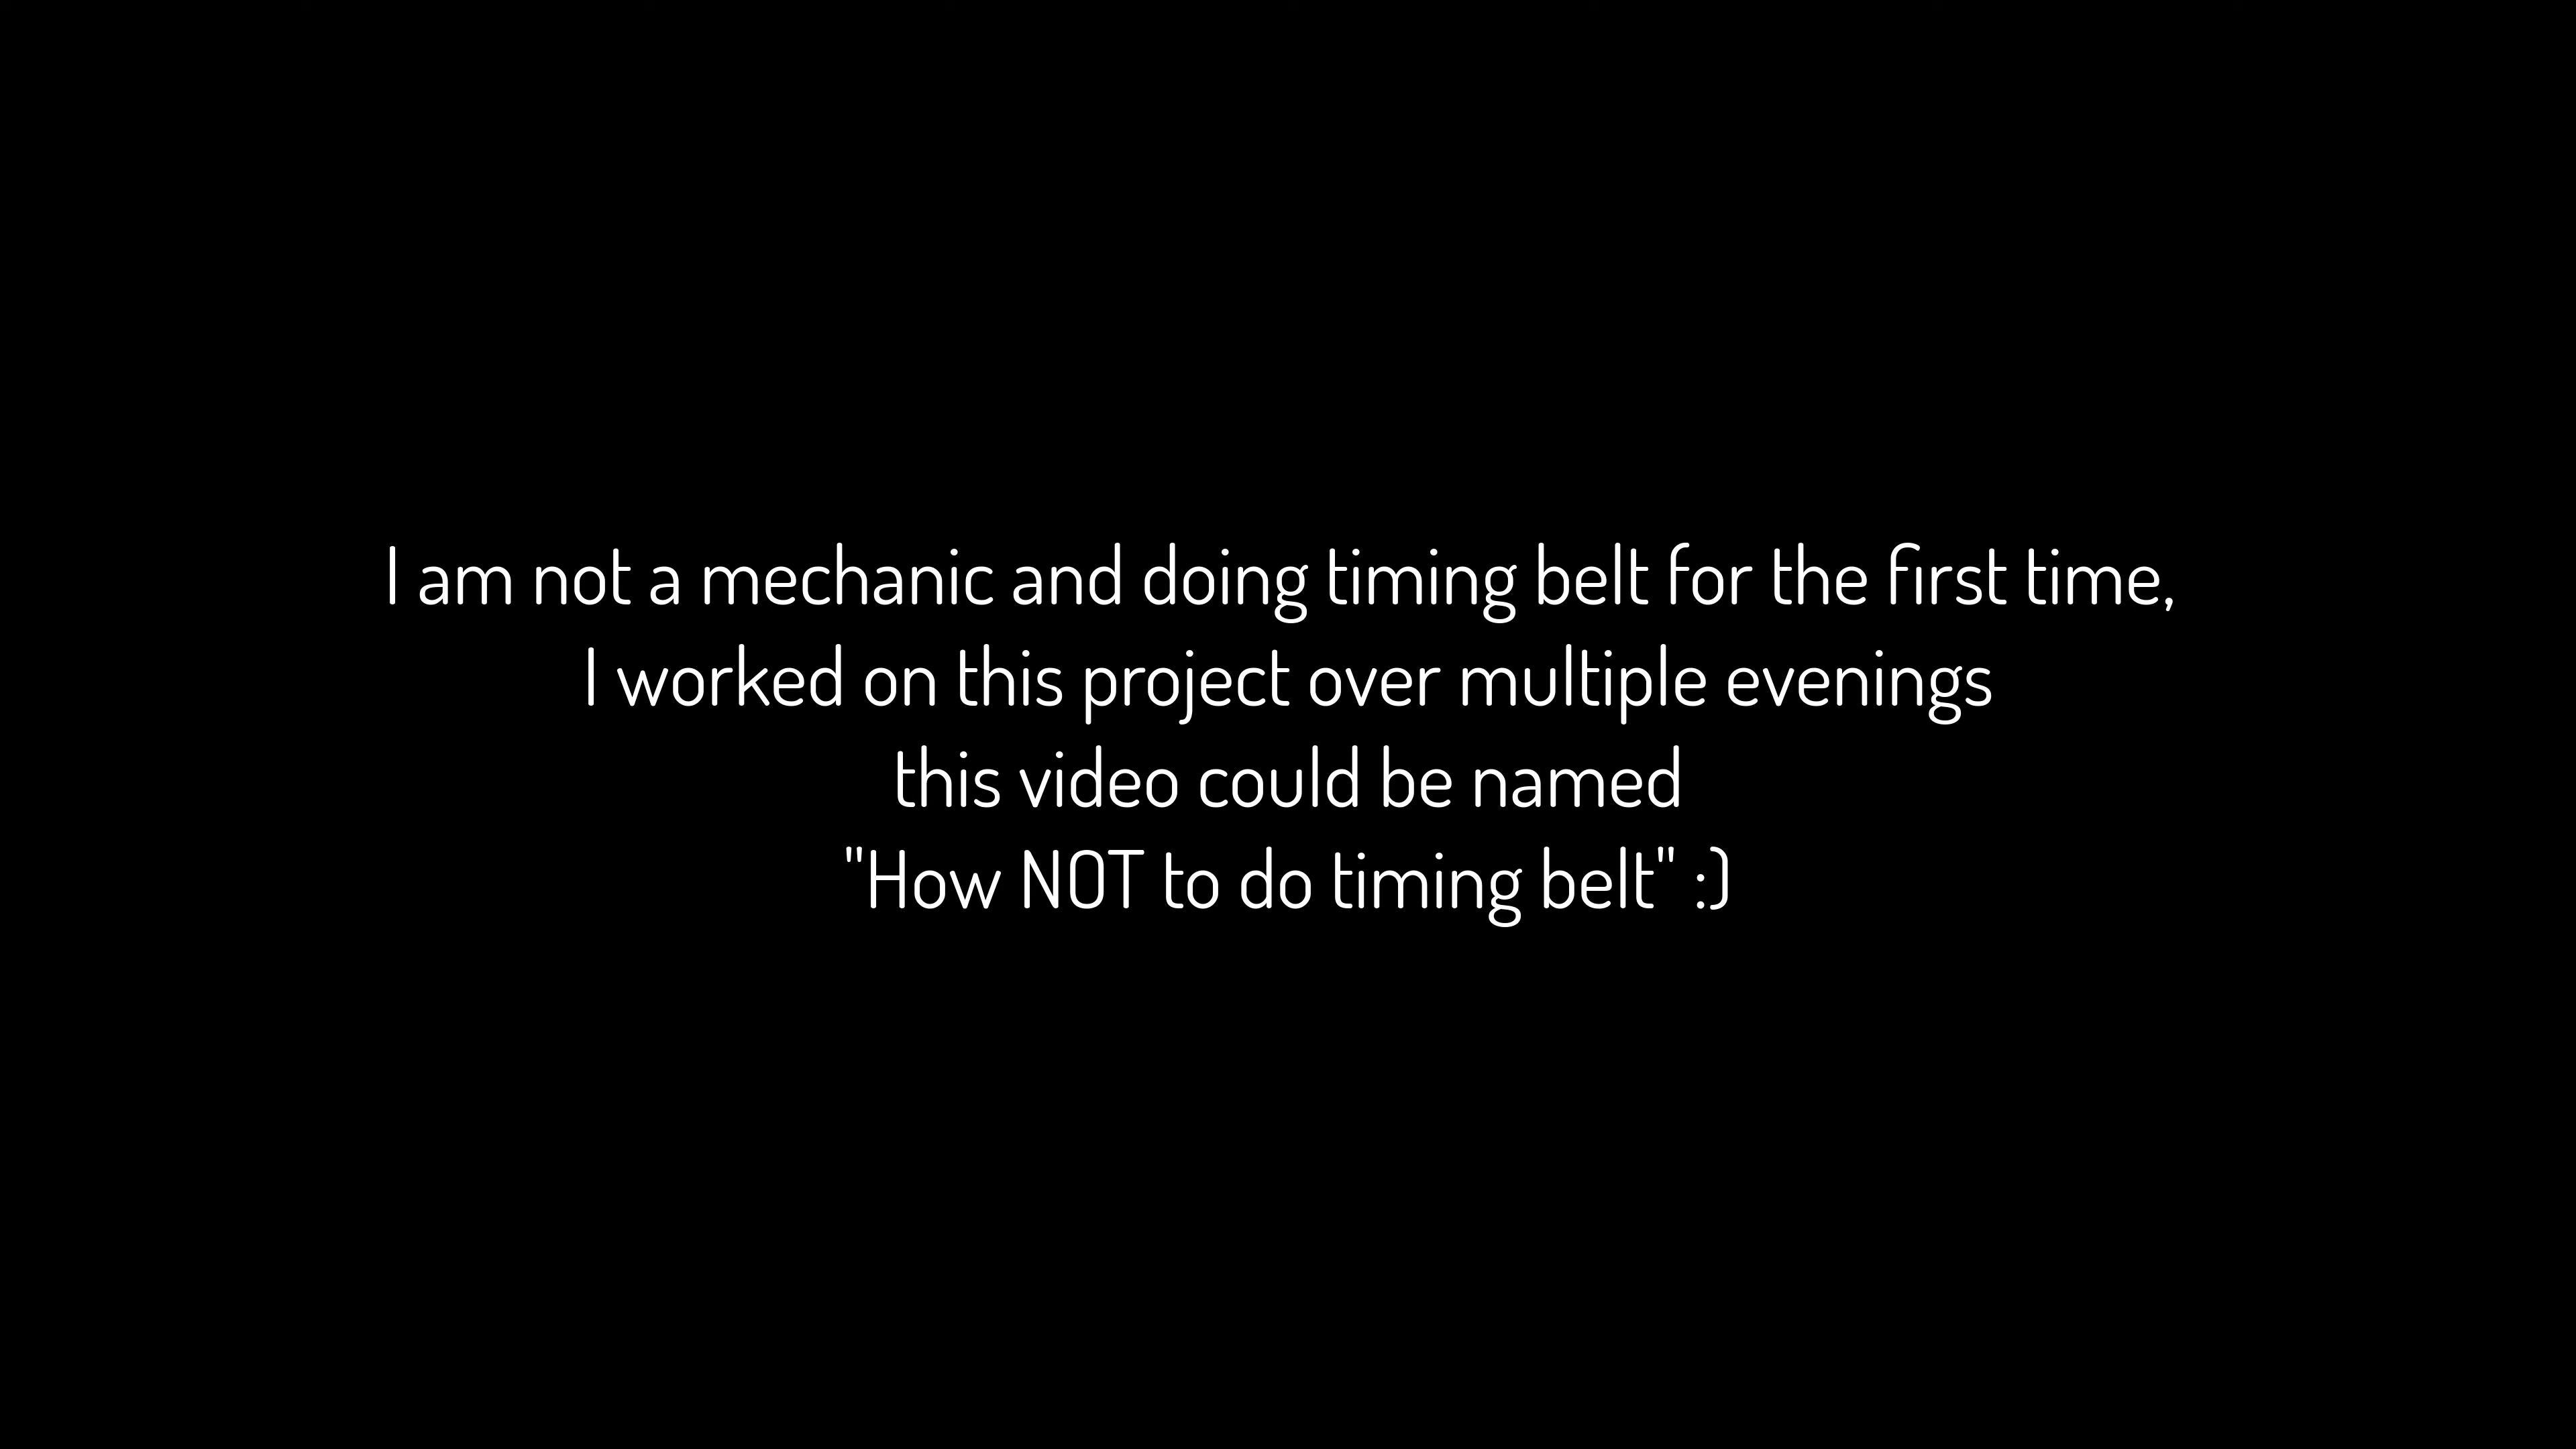 I am not a mechanic and doing timing belt for the first time,
I worked on this project over multiple evenings
this video could be named
"How NOT to do timing belt" :)